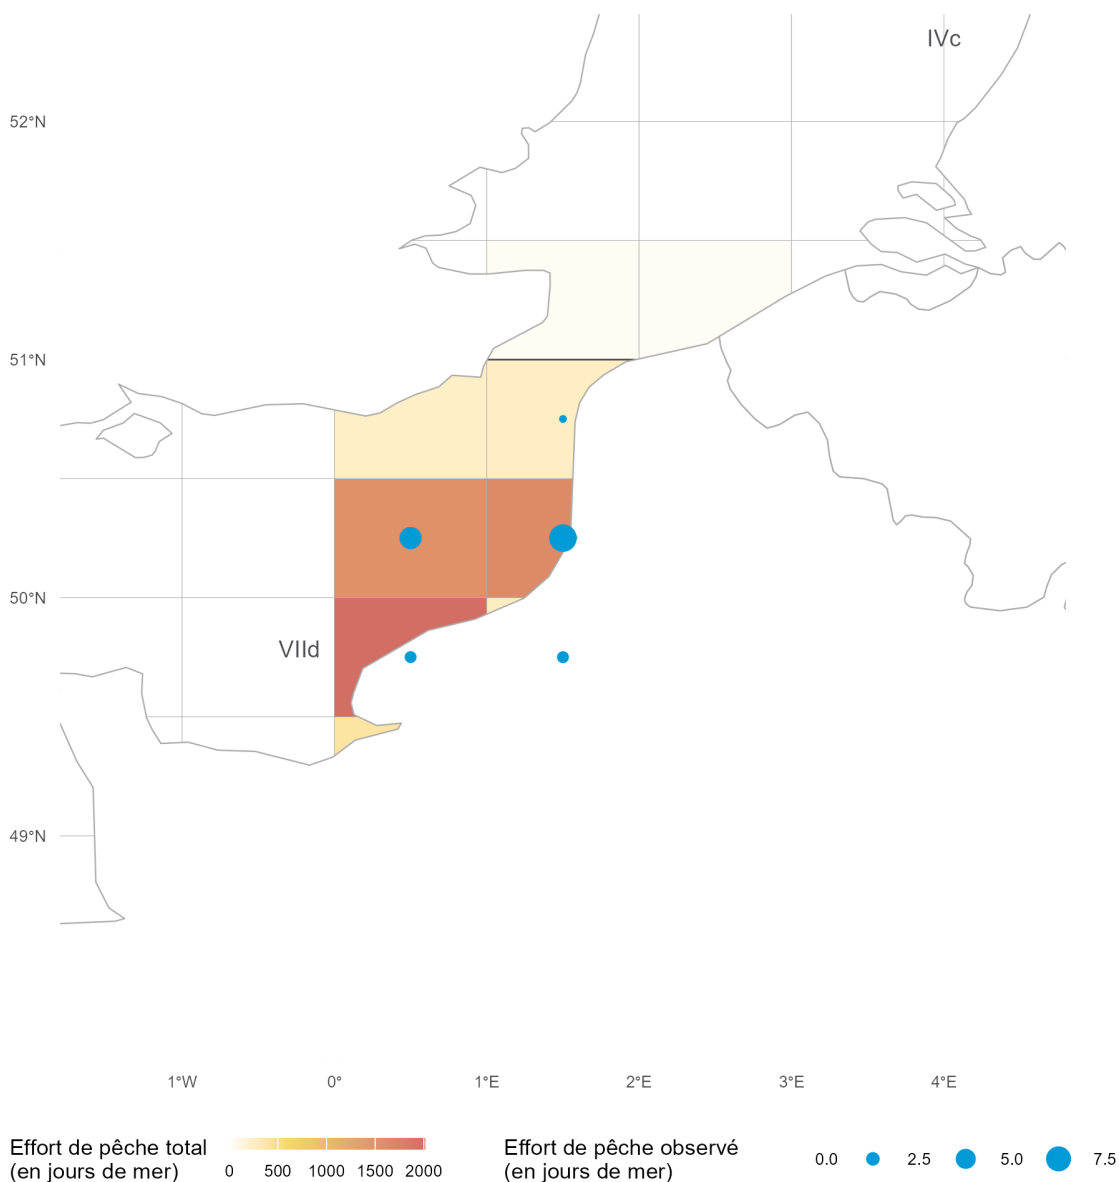 IVc
52°N
51°N
50°N
VIId
49°N
1°W 0° 1°E 2°E 3°E 4°E
Effort de pêche total
(en jours de mer)
0 500 1000 1500 2000
Effort de pêche observé
(en jours de mer)
0.0 2.5 5.0 7.5